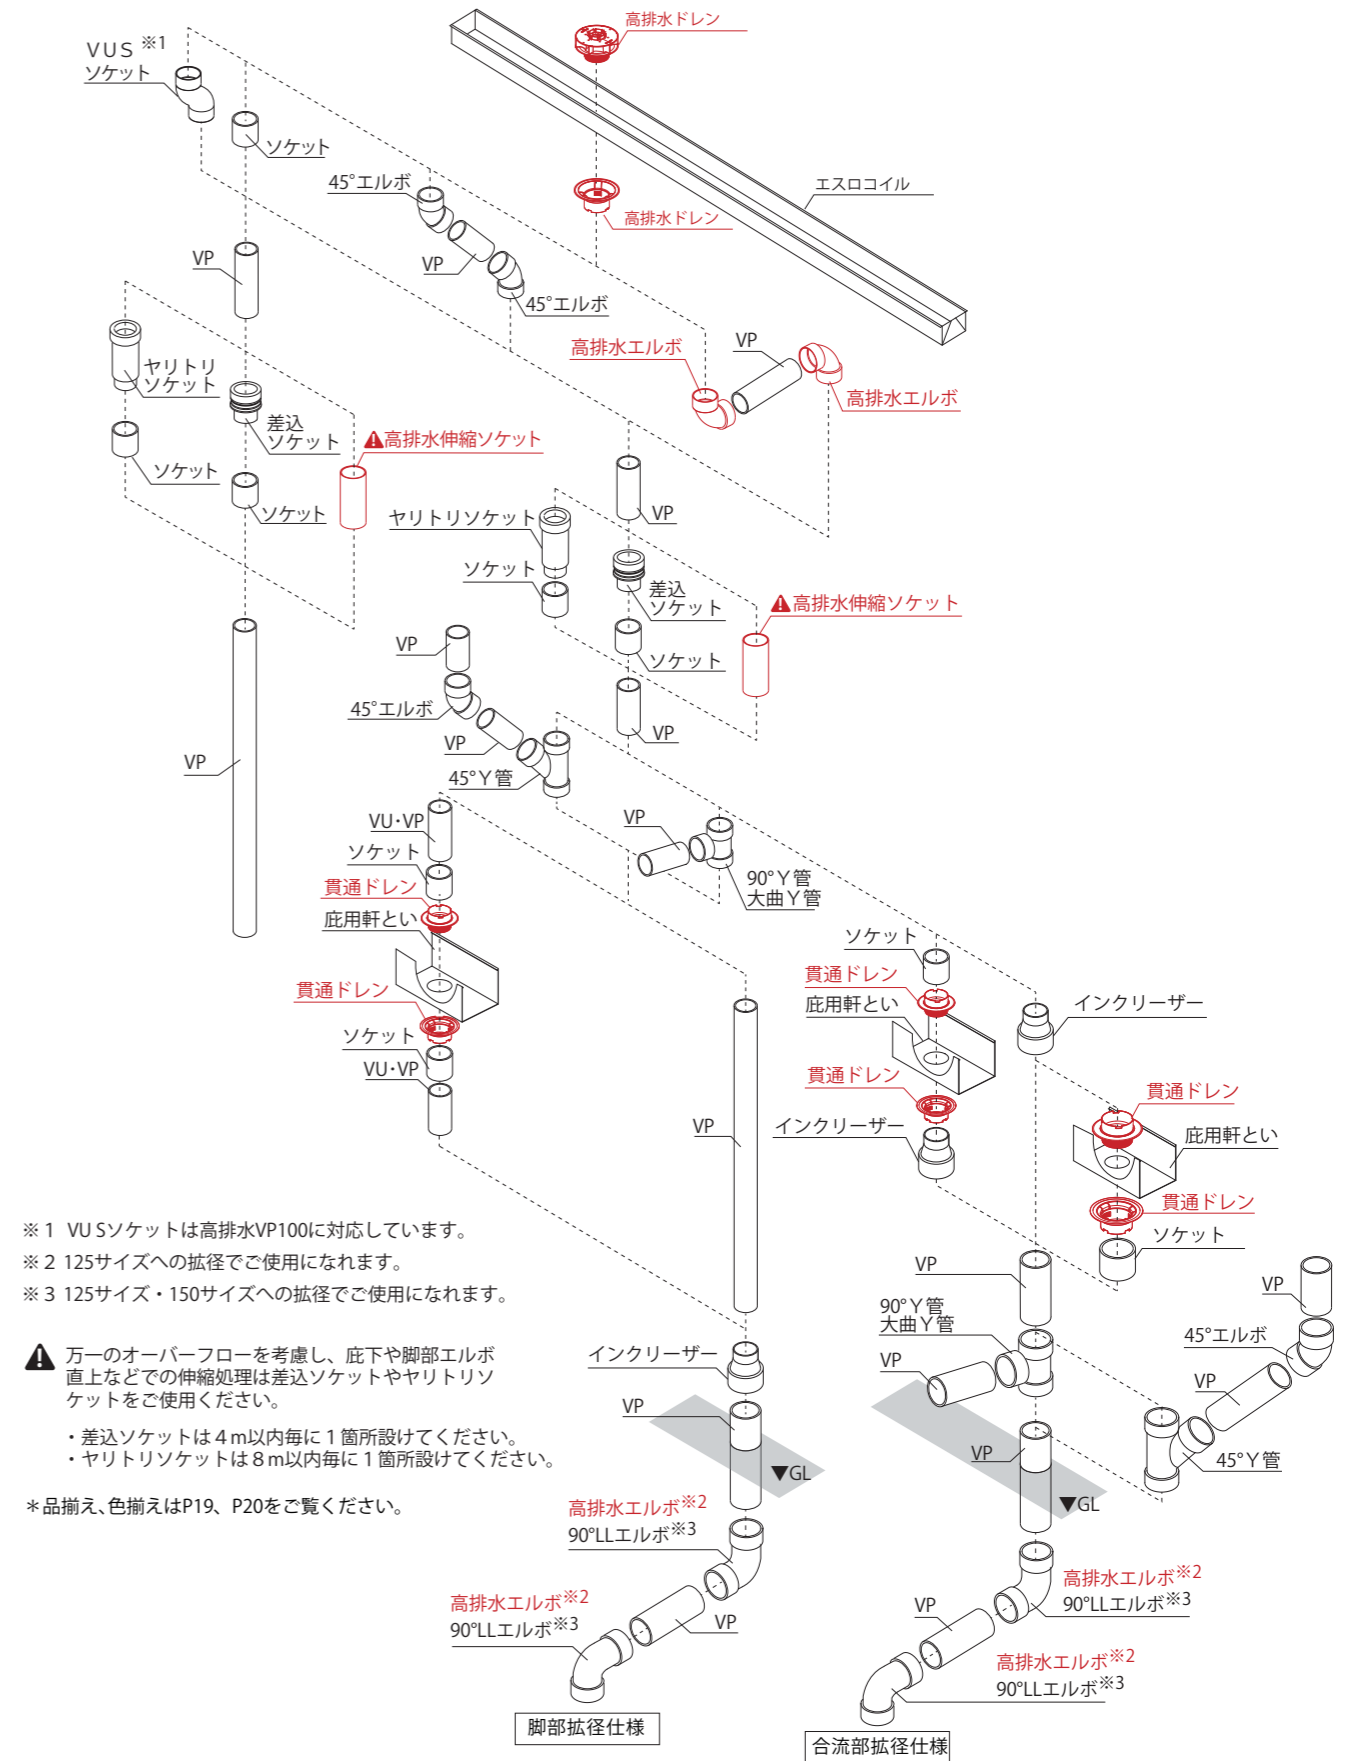 高排水ドレン
VUS ※1
ソケット
ソケット
エスロコイル
45°エルボ
高排水ドレン
VP
VP
45°エルボ
高排水エルボ
VP
高排水エルボ
ヤリトリ
ソケット
差込
ソケット
▲高排水伸縮ソケット
ソケット
ソケット
ヤリトリソケット
VP
ソケット
差込
ソケット
▲高排水伸縮ソケット
VP
ソケット
45°エルボ
VP
VP
VP
45°Y管
VU・VP
VP
ソケット
90°Y管
大曲Y管
貫通ドレン
庇用軒とい
ソケット
貫通ドレン
貫通ドレン
庇用軒とい
インクリーザー
ソケット
VU・VP
貫通ドレン
貫通ドレン
VP
インクリーザー
庇用軒とい
貫通ドレン
ソケット
※1 VU Sソケットは高排水VP100に対応しています。
※2 125サイズへの拡径でご使用になれます。
※3 125サイズ・150サイズへの拡径でご使用になれます。
VP
VP
90°Y管
大曲Y管
45°エルボ
万一のオーバーフローを考慮し、庇下や脚部エルボ
直上などでの伸縮処理は差込ソケットやヤリトリソ
ケットをご使用ください。
・差込ソケットは4m以内毎に1箇所設けてください。
・ヤリトリソケットは8m以内毎に1箇所設けてください。
インクリーザー
VP
VP
VP
VP
45°Y管
▼GL
▼GL
＊品揃え、色揃えはP19、P20をご覧ください。
高排水エルボ※2
90°LLエルボ※3
高排水エルボ※2
90°LLエルボ※3
VP
高排水エルボ※2
90°LLエルボ※3
VP
高排水エルボ※2
90°LLエルボ※3
脚部拡径仕様
合流部拡径仕様